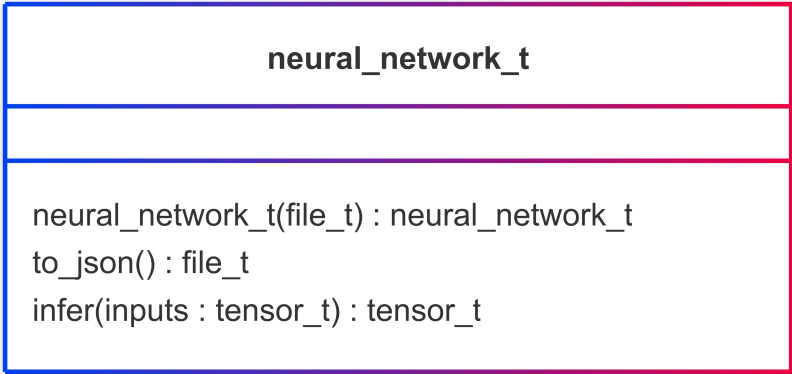 neural_network_t
neural_network_t(file_t) : neural_network_t
to_json() : file_t
infer(inputs : tensor_t) : tensor_t